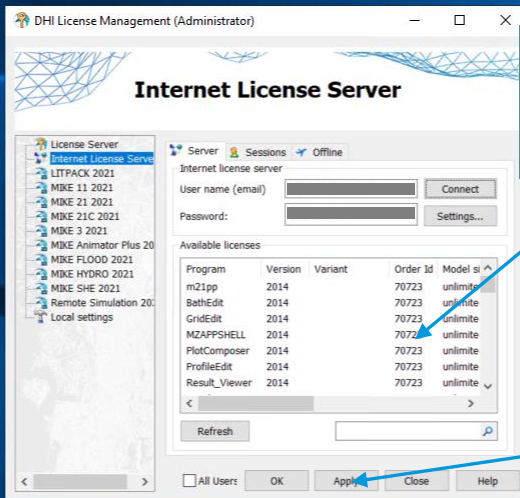 DHI License Management (Administrator)
Internet License Server
License Server
Internet License Serve
LITPACK 2021
MIKE 11 2021
MIKE 21 2021
MIKE 21C 2021
MIKE 3 2021
MIKE Animator Plus 20
MIKE FLOOD 2021
MIKE HYDRO 2021
MIKE SHE 2021
Remote Simulation 20
Local settings
Server Sessions Offline
Internet license server
User name (email) Connect
Password: Settings...
Available licenses
Program Version Variant Order Id Model si
m21pp 2014 70723 unlimite
BathEdit 2014 70723 unlimite
GridEdit 2014 70723 unlimite
MZAPPSHELL 2014 70723 unlimite
PlotComposer 2014 70723 unlimite
ProfileEdit 2014 70723 unlimite
Result_Viewer 2014 70723 unlimite
Refresh
All Users OK Apply Close Help